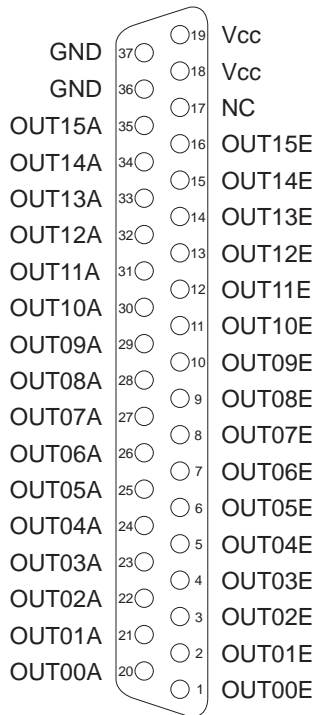 19 Vcc
GND 37
18 Vcc
GND 36
17 NC
OUT15A 35
16 OUT15E
OUT14A 34
15 OUT14E
OUT13A 33
14 OUT13E
OUT12A 32
13 OUT12E
OUT11A 31
12 OUT11E
OUT10A 30
11 OUT10E
OUT09A 29
10 OUT09E
OUT08A 28
9 OUT08E
OUT07A 27
8 OUT07E
OUT06A 26
7 OUT06E
OUT05A 25
6 OUT05E
OUT04A 24
5 OUT04E
OUT03A 23
4 OUT03E
OUT02A 22
3 OUT02E
OUT01A 21
2 OUT01E
OUT00A 20
1 OUT00E